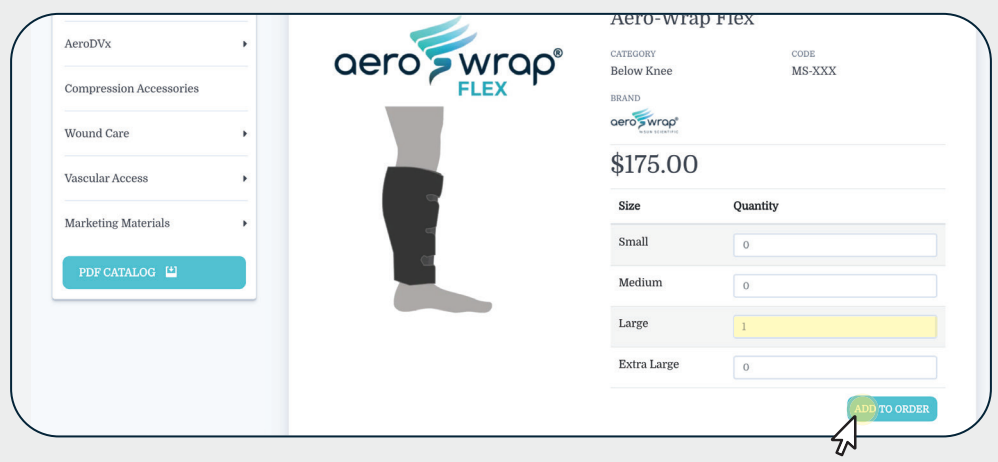 AeroDVx
Compression Accessories
Wound Care
Vascular Access
Marketing Materials
PDF CATALOG
aero wrap®
FLEX
Aero-Wrap Flex
CATEGORY
CODE
Below Knee
MS-XXX
BRAND
aero wrap®
$175.00
Size
Quantity
Small
0
Medium
0
Large
1
Extra Large
0
ADD TO ORDER